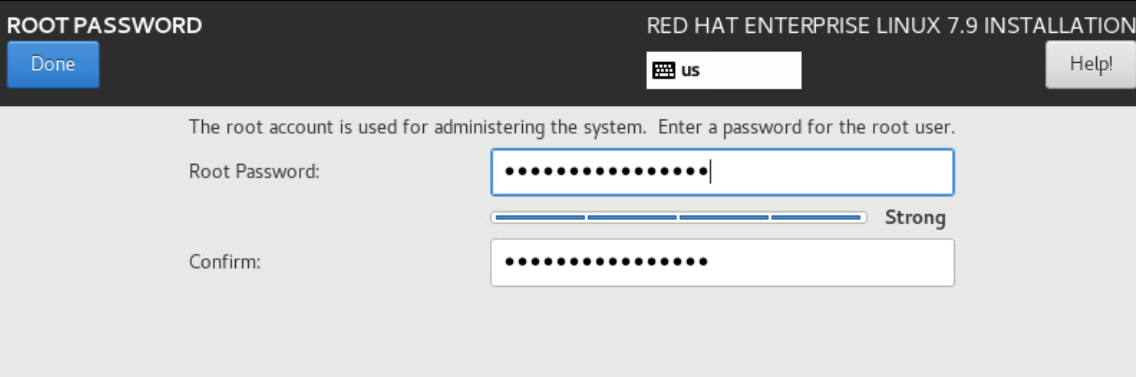 ROOT PASSWORD
RED HAT ENTERPRISE LINUX 7.9 INSTALLATION
Done
us
Help!
The root account is used for administering the system.  Enter a password for the root user.
Root Password: ••••••••••••••••
Strong
Confirm: ••••••••••••••••